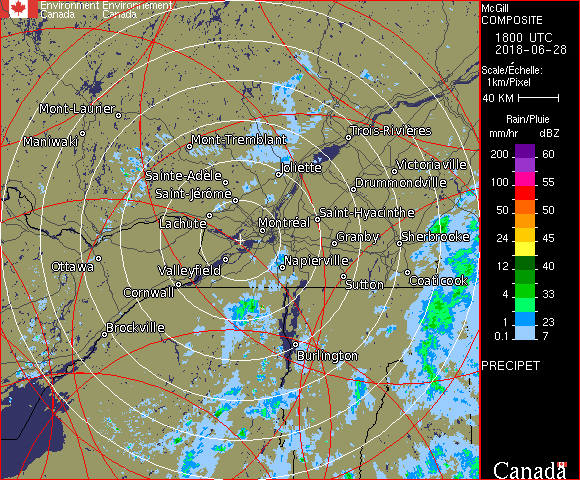 Environment Environnement
Canada Canada
McGill
COMPOSITE
1800 UTC
2018-06-28
Scale/Échelle:
1km/Pixel
40 KM
Rain/Pluie
mm/hr dBZ
200 60
100 55
50 50
24 45
12 40
4 33
1 23
0.1 7
PRECIPET
Canada
Mont-Laurier
Maniwaki
Mont-Tremblant
Trois-Rivières
Joliette
Victoriaville
Sainte-Adèle
Drummondville
Saint-Jérôme
Lachute
Saint-Hyacinthe
Montréal
Granby
Sherbrooke
Ottawa
Valleyfield
Napierville
Cornwall
Sutton
Coaticook
Brockville
Burlington